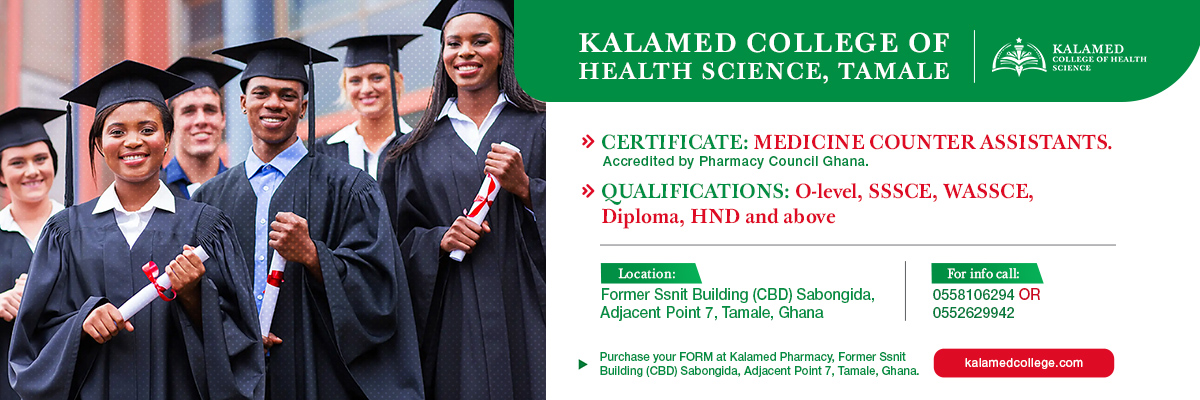 KALAMED COLLEGE OF
HEALTH SCIENCE, TAMALE
KALAMED
COLLEGE OF HEALTH
SCIENCE
CERTIFICATE: MEDICINE COUNTER ASSISTANTS.
Accredited by Pharmacy Council Ghana.
QUALIFICATIONS: O-level, SSSCE, WASSCE,
Diploma, HND and above
Location:
Former Ssnit Building (CBD) Sabongida,
Adjacent Point 7, Tamale, Ghana
For info call:
0558106294 OR
0552629942
Purchase your FORM at Kalamed Pharmacy, Former Ssnit
Building (CBD) Sabongida, Adjacent Point 7, Tamale, Ghana.
kalamedcollege.com